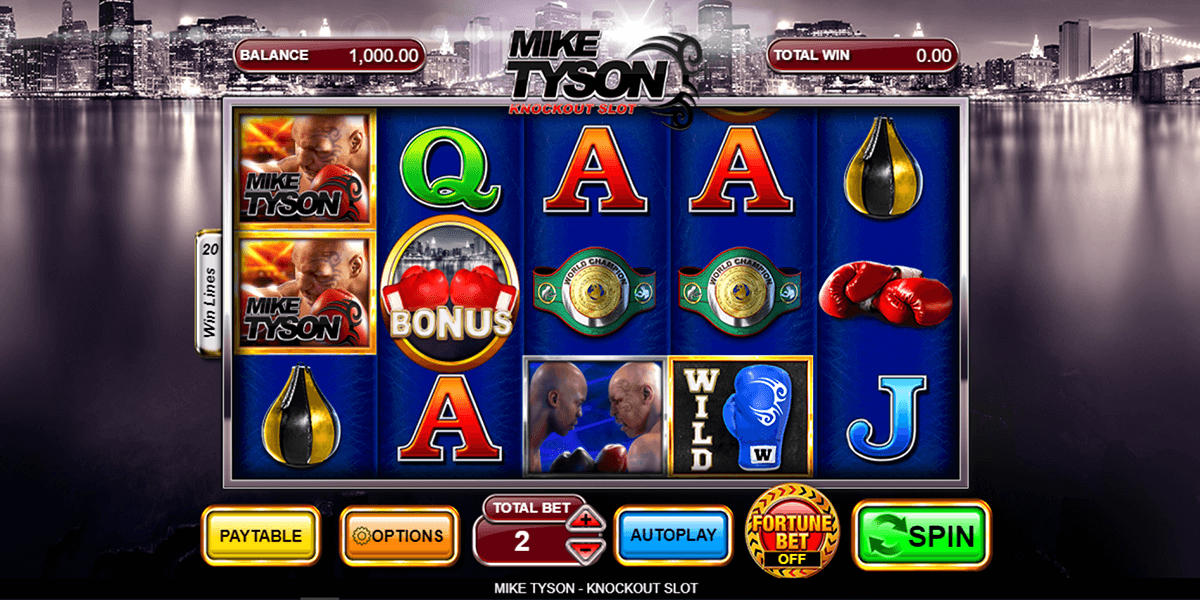 MIKE
TYSON
KNOCKOUT SLOT
BALANCE 1,000.00
TOTAL WIN 0.00
MIKE
TYSON
Q
A
A
20
Win Lines
MIKE
TYSON
BONUS
WORLD CHAMPION
WORLD CHAMPION
A
WILD
W
J
PAYTABLE
OPTIONS
TOTAL BET
2
+
-
AUTOPLAY
FORTUNE
BET
OFF
SPIN
MIKE TYSON - KNOCKOUT SLOT